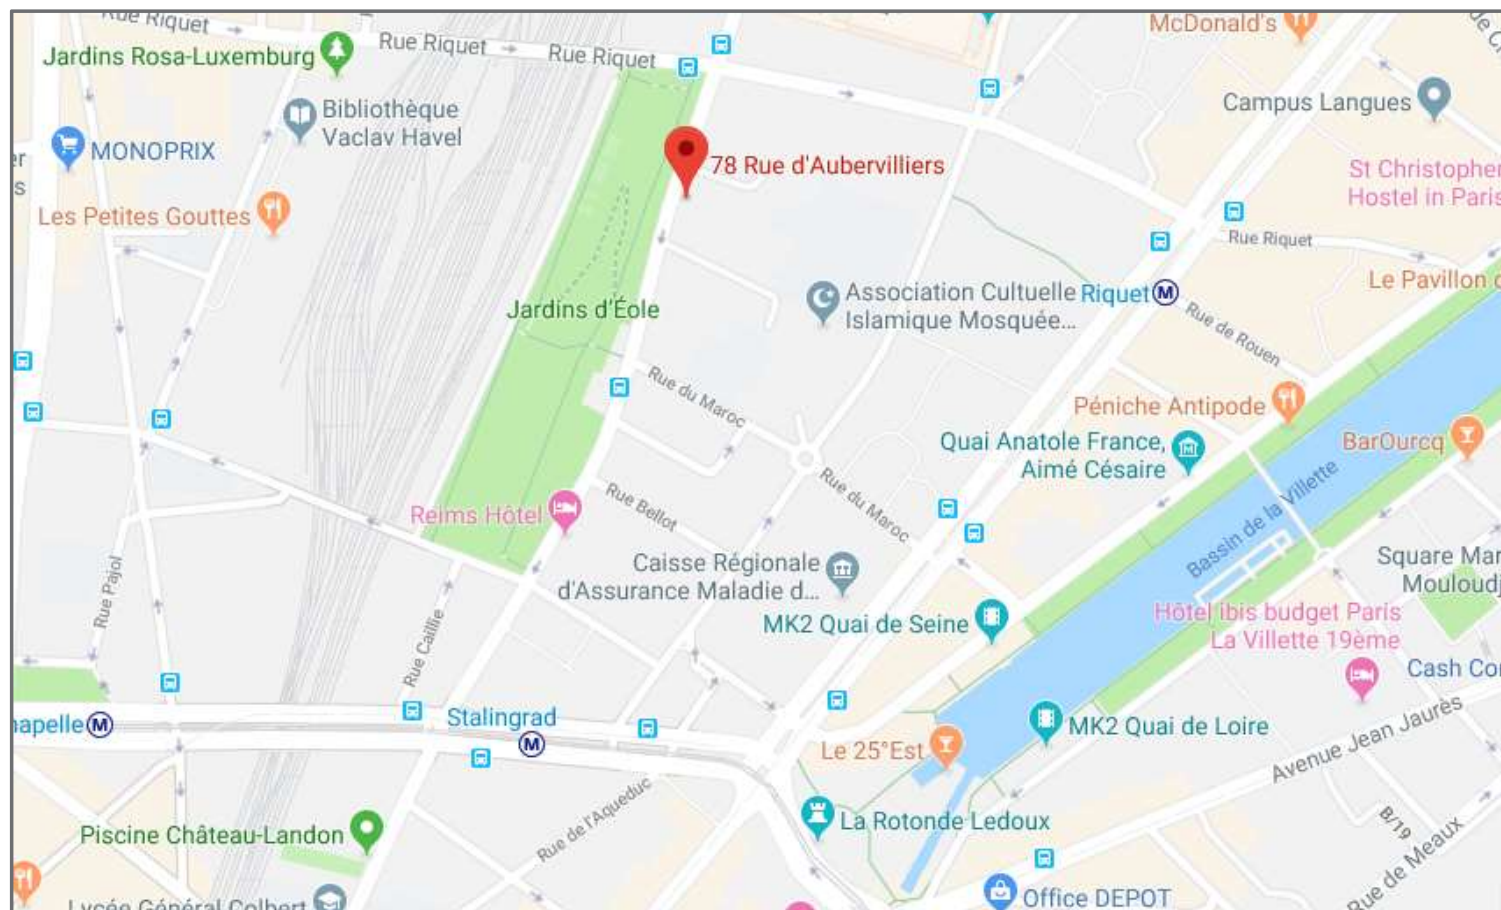 Rue Riquet
Rue Riquet
Rue Riquet
McDonald's
Jardins Rosa-Luxemburg
Bibliothèque
Vaclav Havel
Campus Langues
MONOPRIX
78 Rue d'Aubervilliers
St Christopher
Hostel in Paris
Les Petites Gouttes
Rue Riquet
Le Pavillon
Jardins d'Éole
Association Cultuelle
Islamique Mosquée...
Riquet
M
Rue de Rouen
Rue du Maroc
Péniche Antipode
Quai Anatole France,
Aimé Césaire
BarOurcq
Rue du Maroc
Bassin de la Villette
Reims Hôtel
Rue Bellot
Rue Pajol
Caisse Régionale
d'Assurance Maladie d...
Square Mar
Mouloudj
MK2 Quai de Seine
Hôtel ibis budget Paris
La Villette 19ème
Rue Caillie
Cash Co
Stalingrad
M
hapelle
M
Le 25°Est
MK2 Quai de Loire
Avenue Jean Jaurès
Rue de l'Aqueduc
La Rotonde Ledoux
B/19
Piscine Château-Landon
Rue de Meaux
Office DEPOT
Lycée Général Colbert